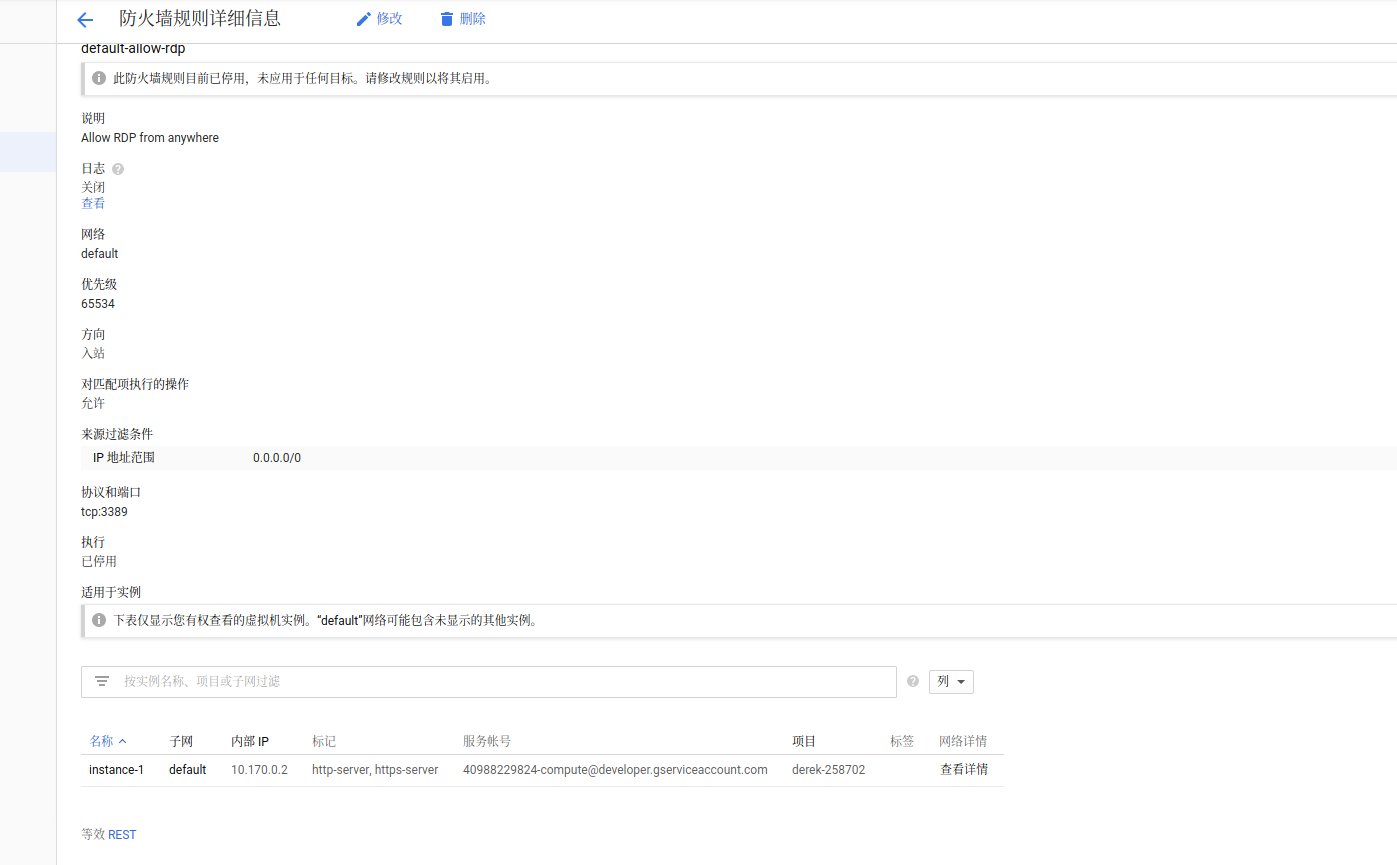 防火墙规则详细信息 修改 删除
default-allow-rdp
此防火墙规则目前已停用，未应用于任何目标。请修改规则以将其启用。
说明
Allow RDP from anywhere
日志
关闭
查看
网络
default
优先级
65534
方向
入站
对匹配项执行的操作
允许
来源过滤条件
IP 地址范围 0.0.0.0/0
协议和端口
tcp:3389
执行
已停用
适用于实例
下表仅显示您有权查看的虚拟机实例。“default”网络可能包含未显示的其他实例。
按实例名称、项目或子网过滤 列
名称 子网 内部 IP 标记 服务帐号 项目 标签 网络详情
instance-1 default 10.170.0.2 http-server, https-server 40988229824-compute@developer.gserviceaccount.com derek-258702 查看详情
等效 REST